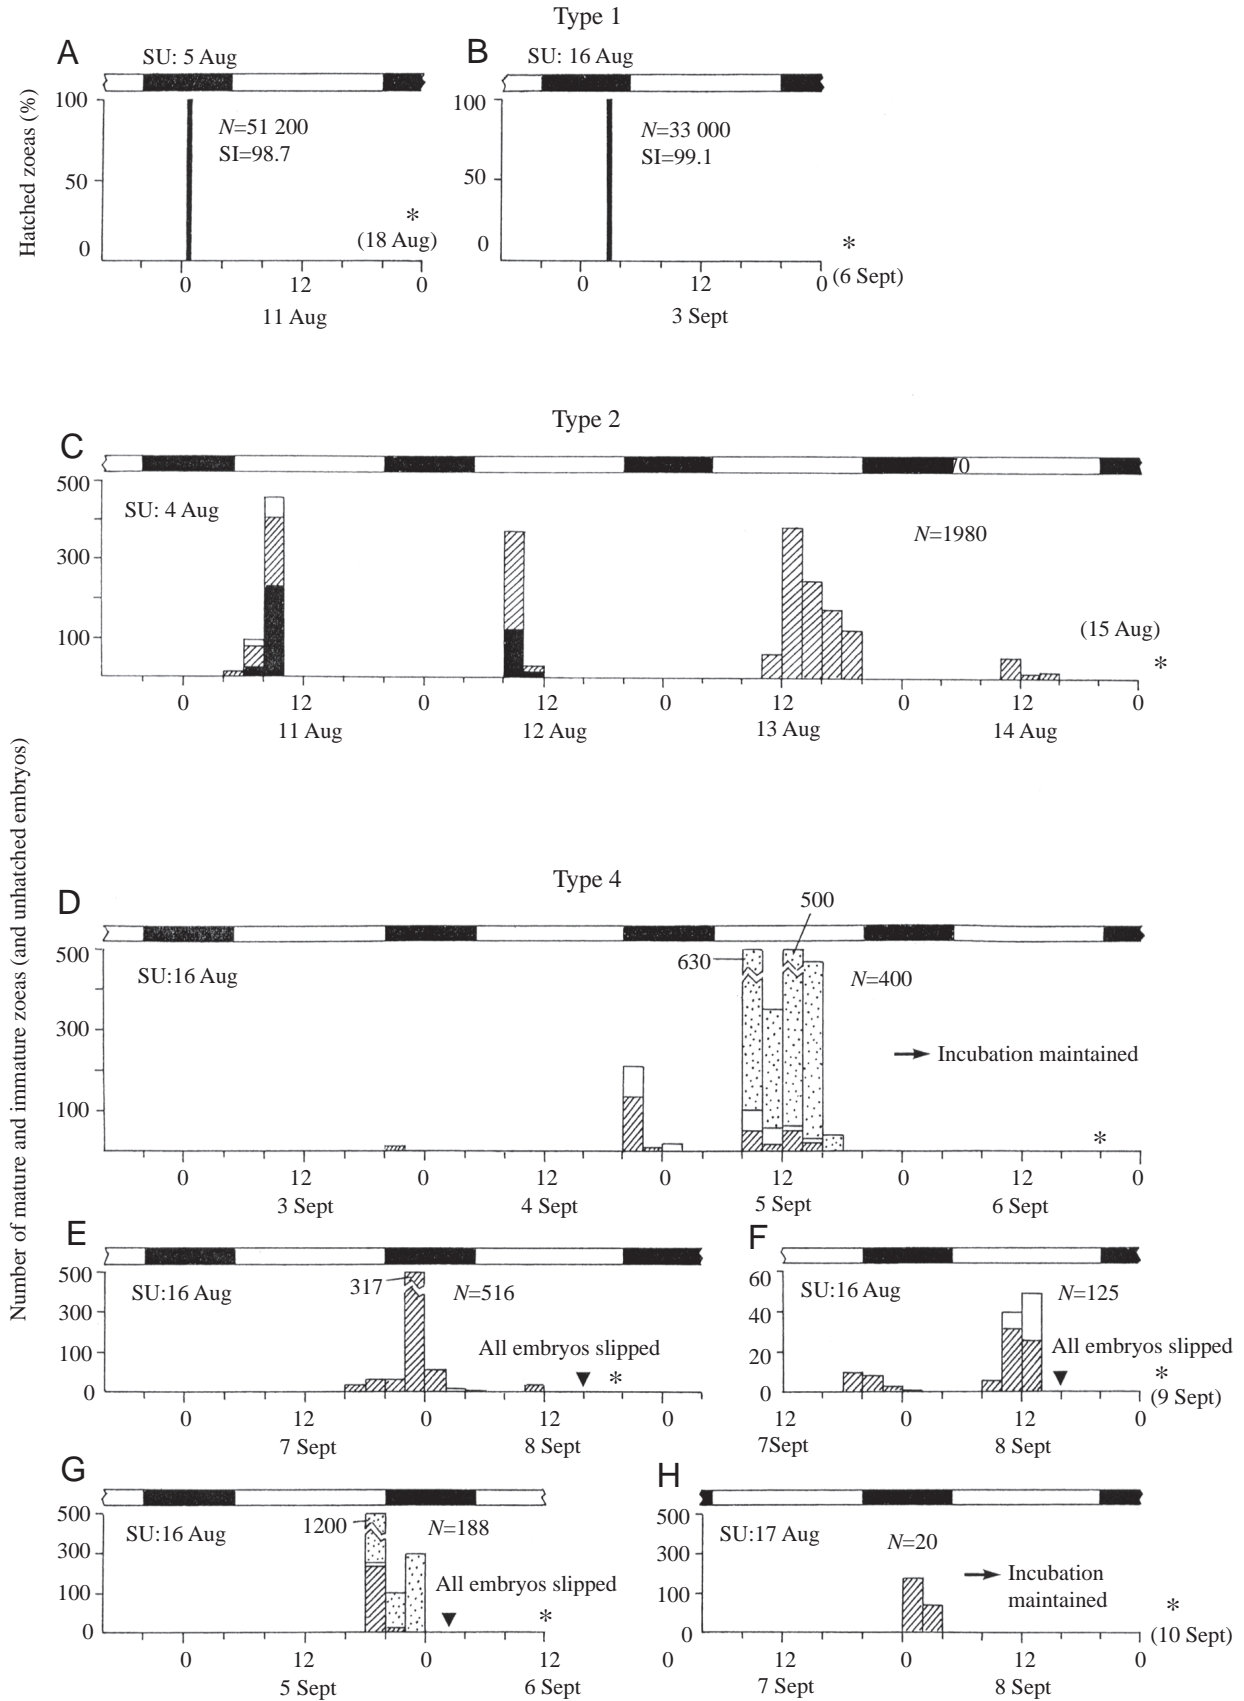 Type 1
A
SU: 5 Aug
B
SU: 16 Aug
Hatched zoeas (%)
100
50
0
N=51 200
SI=98.7
*
(18 Aug)
0
12
0
11 Aug
100
50
0
N=33 000
SI=99.1
*
(6 Sept)
0
12
0
3 Sept
Type 2
C
70
500
300
100
SU: 4 Aug
N=1980
(15 Aug)
*
0
12
0
12
0
12
0
12
0
11 Aug
12 Aug
13 Aug
14 Aug
Number of mature and immature zoeas (and unhatched embryos)
Type 4
D
500
630
500
300
100
SU:16 Aug
N=400
Incubation maintained
*
0
12
0
12
0
12
0
12
0
3 Sept
4 Sept
5 Sept
6 Sept
E
500
300
100
0
SU:16 Aug
317
N=516
All embryos slipped
*
0
12
0
12
7 Sept
8 Sept
F
60
40
20
0
SU:16 Aug
N=125
All embryos slipped
*
(9 Sept)
12
0
12
0
7Sept
8 Sept
G
500
300
100
0
SU:16 Aug
1200
N=188
All embryos slipped
*
0
12
0
12
5 Sept
6 Sept
H
500
300
100
0
SU:17 Aug
N=20
Incubation
maintained
*
(10 Sept)
0
12
0
12
0
7 Sept
8 Sept